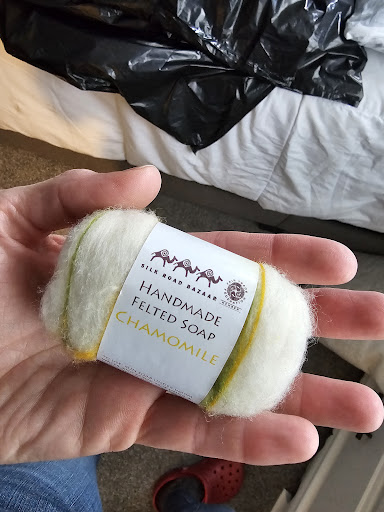 SILK ROAD BAZAAR
HANDMADE
FELTED SOAP
CHAMOMILE